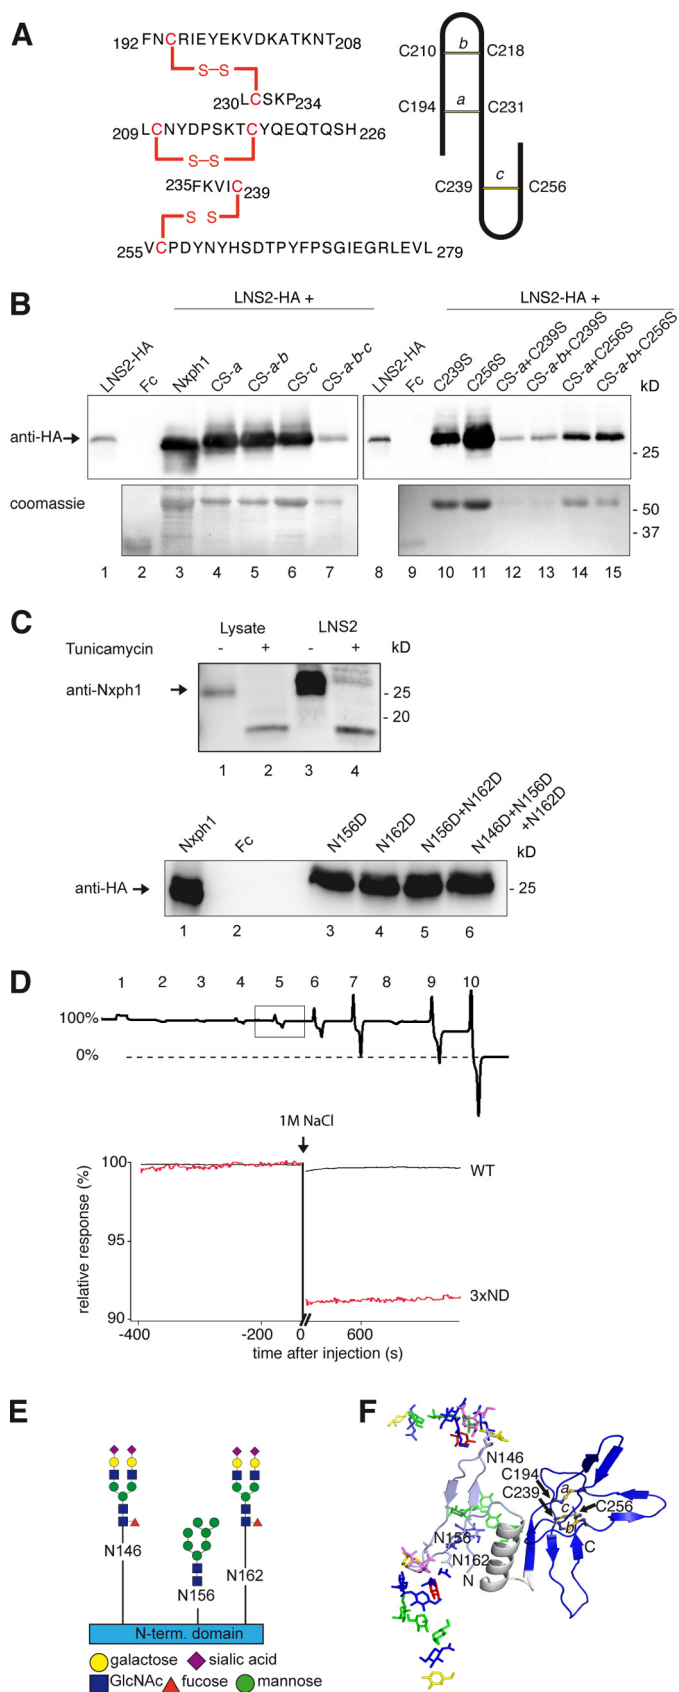 A
192 FNCRIEYEKVDKATKNT208
S–S
230LCSKP234
209 LCNYDPSKTCYQEQTQSH 226
S–S
235FKVIC239
S S
255VCPDYNYHSDTPYFPSGIEGRLEVL 279
C210 b C218
C194 a C231
C239 c C256
B
LNS2-HA +
LNS2-HA +
LNS2-HA
Fc
Nxph1
CS-a
CS-a-b
CS-c
CS-a-b-c
LNS2-HA
Fc
C239S
C256S
CS-a+C239S
CS-a-b+C239S
CS-a+C256S
CS-a-b+C256S
kD
anti-HA
- 25
coomassie
- 50
- 37
1 2 3 4 5 6 7 8 9 10 11 12 13 14 15
C
Lysate LNS2
Tunicamycin - + - + kD
anti-Nxph1
- 25
- 20
1 2 3 4
Nxph1
Fc
N156D
N162D
N156D+N162D
N146D+N156D
+N162D
kD
anti-HA
- 25
1 2 3 4 5 6
D
1 2 3 4 5 6 7 8 9 10
100%
0%
1M NaCl
relative response (%)
100
95
90
WT
3xND
-400 -200 0 600
time after injection (s)
E
N146
N156
N162
N-term. domain
galactose sialic acid
GlcNAc fucose mannose
F
N146
C194
C239
a
c
b
C256
C
N156
N162
N